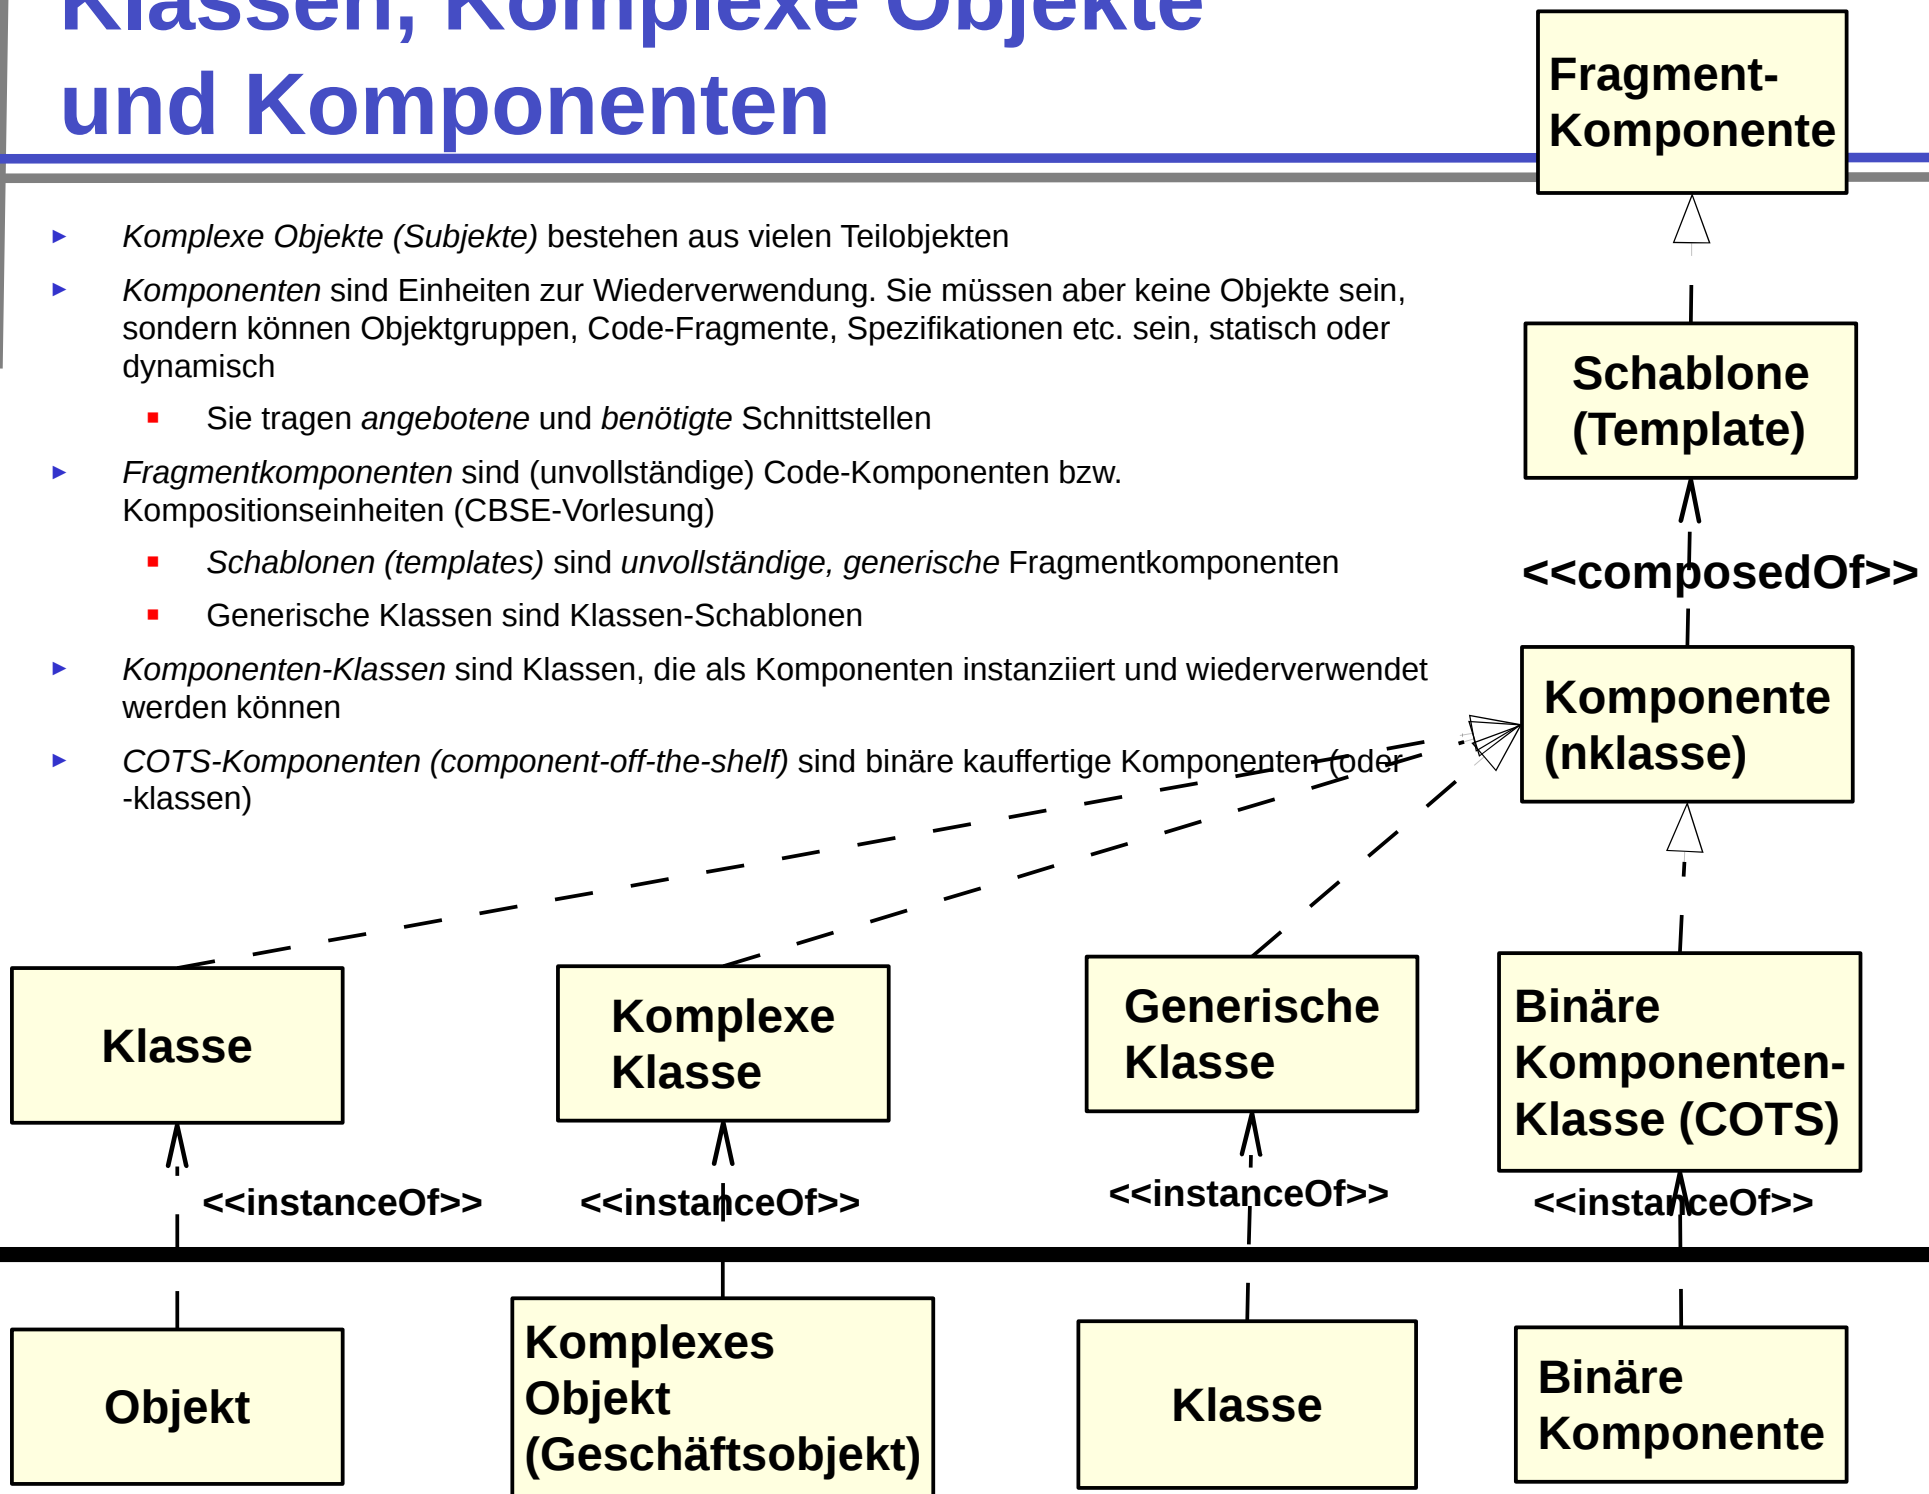 Klassen, Komplexe Objekte
und Komponenten
Fragment-
Komponente
► Komplexe Objekte (Subjekte) bestehen aus vielen Teilobjekten
► Komponenten sind Einheiten zur Wiederverwendung. Sie müssen aber keine Objekte sein,
sondern können Objektgruppen, Code-Fragmente, Spezifikationen etc. sein, statisch oder
dynamisch
■ Sie tragen angebotene und benötigte Schnittstellen
► Fragmentkomponenten sind (unvollständige) Code-Komponenten bzw.
Kompositionseinheiten (CBSE-Vorlesung)
■ Schablonen (templates) sind unvollständige, generische Fragmentkomponenten
■ Generische Klassen sind Klassen-Schablonen
► Komponenten-Klassen sind Klassen, die als Komponenten instanziiert und wiederverwendet
werden können
► COTS-Komponenten (component-off-the-shelf) sind binäre kauffertige Komponenten (oder
-klassen)
Schablone
(Template)
<<composedOf>>
Komponente
(nklasse)
Klasse
Komplexe
Klasse
Generische
Klasse
Binäre
Komponenten-
Klasse (COTS)
<<instanceOf>>
<<instanceOf>>
<<instanceOf>>
<<instanceOf>>
Objekt
Komplexes
Objekt
(Geschäftsobjekt)
Klasse
Binäre
Komponente